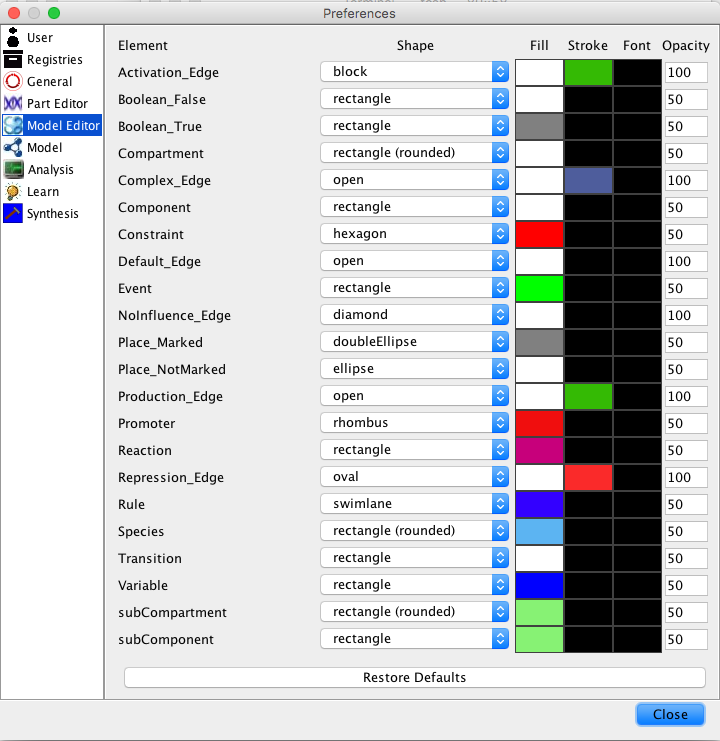 Preferences
User
Registries
General
Part Editor
Model Editor
Model
Analysis
Learn
Synthesis
Element Shape Fill Stroke Font Opacity
Activation_Edge block 100
Boolean_False rectangle 50
Boolean_True rectangle 50
Compartment rectangle (rounded) 50
Complex_Edge open 100
Component rectangle 50
Constraint hexagon 50
Default_Edge open 100
Event rectangle 50
NoInfluence_Edge diamond 100
Place_Marked doubleEllipse 50
Place_NotMarked ellipse 50
Production_Edge open 100
Promoter rhombus 50
Reaction rectangle 50
Repression_Edge oval 100
Rule swimlane 50
Species rectangle (rounded) 50
Transition rectangle 50
Variable rectangle 50
subCompartment rectangle (rounded) 50
subComponent rectangle 50
Restore Defaults
Close